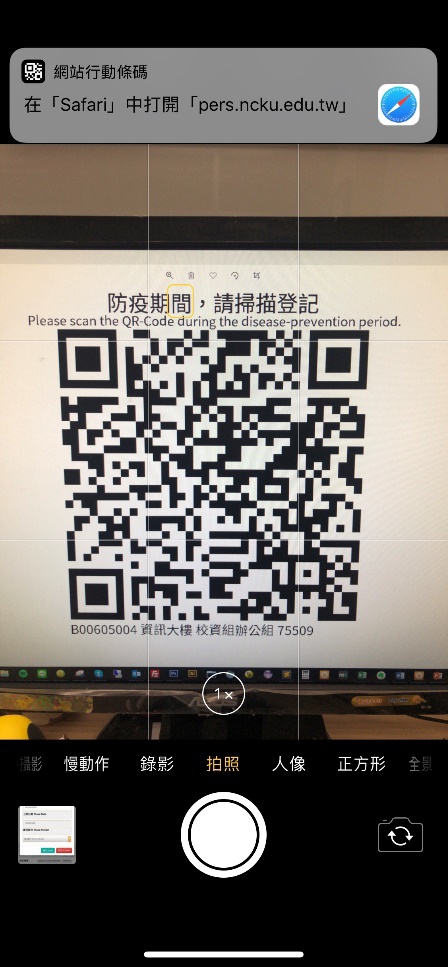 網站行動條碼
在「Safari」中打開「pers.ncku.edu.tw」
防疫期間，請掃描登記
Please scan the QR-Code during the disease-prevention period.
B00605004 資訊大樓 校資組辦公組 75509
1×
攝影 慢動作 錄影 拍照 人像 正方形 全景